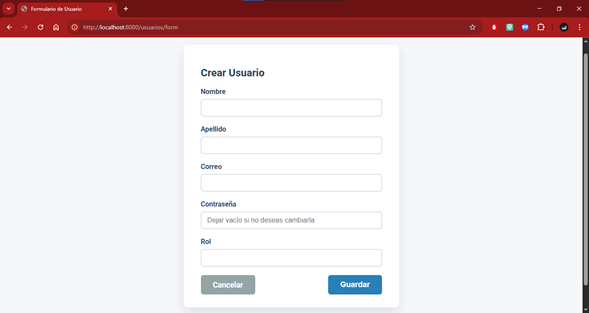 Formulario de Usuario
http://localhost:8080/usuarios/form
Crear Usuario
Nombre
Apellido
Correo
Contraseña
Dejar vacío si no deseas cambiarla
Rol
Cancelar
Guardar